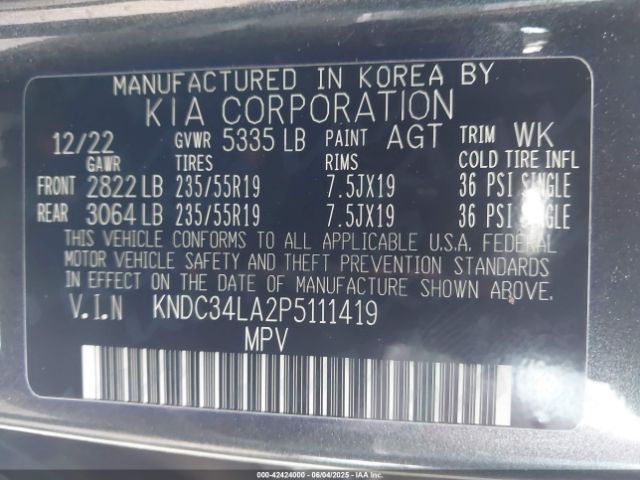 MANUFACTURED IN KOREA BY
KIA CORPORATION
12/22 GVWR 5335 LB PAINT AGT TRIM WK
GAWR TIRES RIMS COLD TIRE INFL
FRONT 2822 LB 235/55R19 7.5JX19 36 PSI SINGLE
REAR 3064 LB 235/55R19 7.5JX19 36 PSI SINGLE
THIS VEHICLE CONFORMS TO ALL APPLICABLE U.S.A. FEDERAL
MOTOR VEHICLE SAFETY AND THEFT PREVENTION STANDARDS
IN EFFECT ON THE DATE OF MANUFACTURE SHOWN ABOVE.
V.I.N KNDC34LA2P5111419
MPV
000-42424000 - 06/04/2025 - IAAI.com